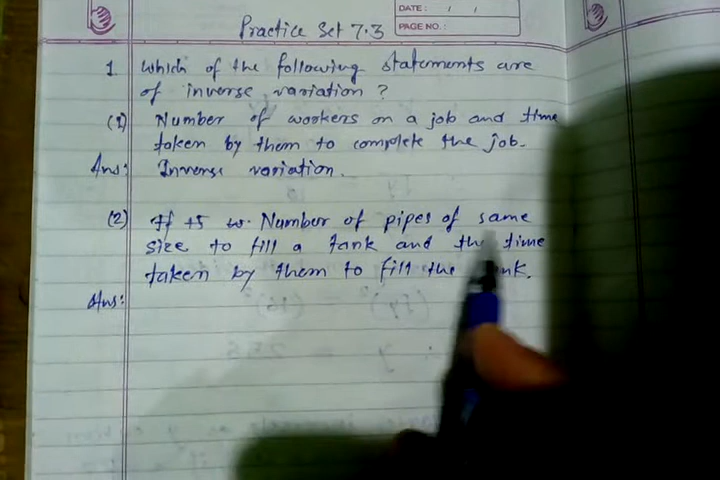 DATE: / /
PAGE NO.:
Practice Set 7.3
1. Which of the following statements are
of inverse variation ?
(1) Number of workers on a job and time
taken by them to complete the job.
Ans: Inverse variation.
(2) Number of pipes of same
size to fill a tank and the time
taken by them to fill the
Ans: